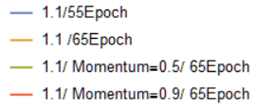 1.1/55Epoch
1.1 /65Epoch
1.1/ Momentum=0.5/ 65Epoch
1.1/ Momentum=0.9/ 65Epoch